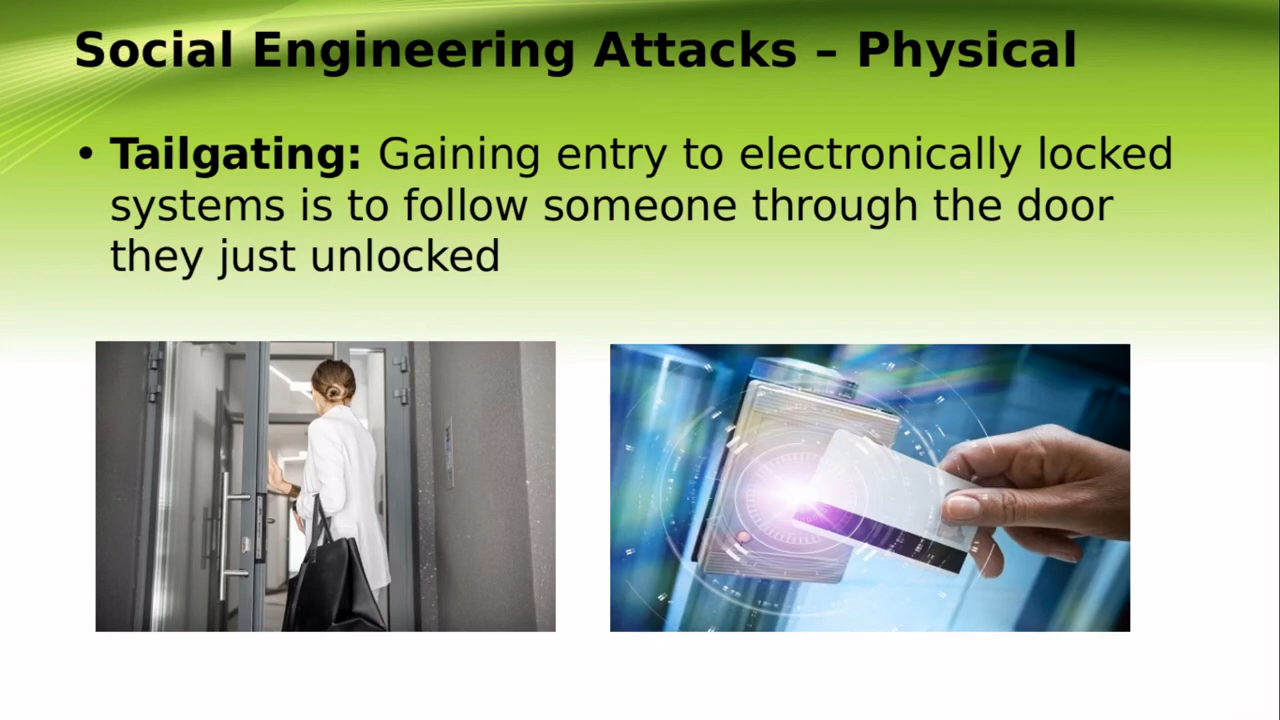 Social Engineering Attacks – Physical
• Tailgating: Gaining entry to electronically locked
systems is to follow someone through the door
they just unlocked